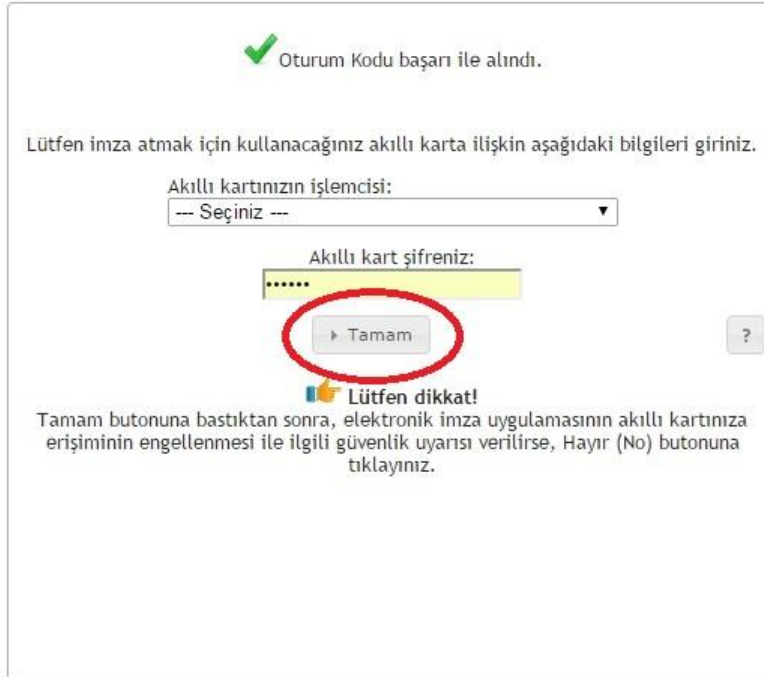 Oturum Kodu başarı ile alındı.
Lütfen imza atmak için kullanacağınız akıllı karta ilişkin aşağıdaki bilgileri giriniz.
Akıllı kartınızın işlemcisi:
--- Seçiniz ---
Akıllı kart şifreniz:
••••••
Tamam
?
Lütfen dikkat!
Tamam butonuna bastıktan sonra, elektronik imza uygulamasının akıllı kartınıza
erişiminin engellenmesi ile ilgili güvenlik uyarısı verilirse, Hayır (No) butonuna
tıklayınız.